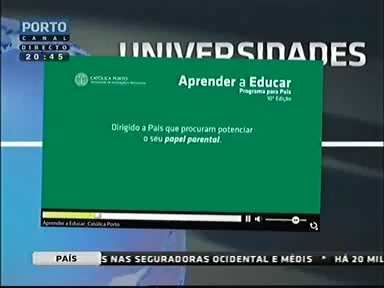 PORTO
CANAL
DIRECTO
20:45
UNIVERSIDADES
CATÓLICA PORTO
Aprender a Educar
Programa para Pais
10ª Edição
Dirigido a Pais que procuram potenciar
o seu papel parental.
Aprender a Educar, Católica Porto
PAÍS
S NAS SEGURADORAS OCIDENTAL E MÉDIS
HÁ 20 MIL